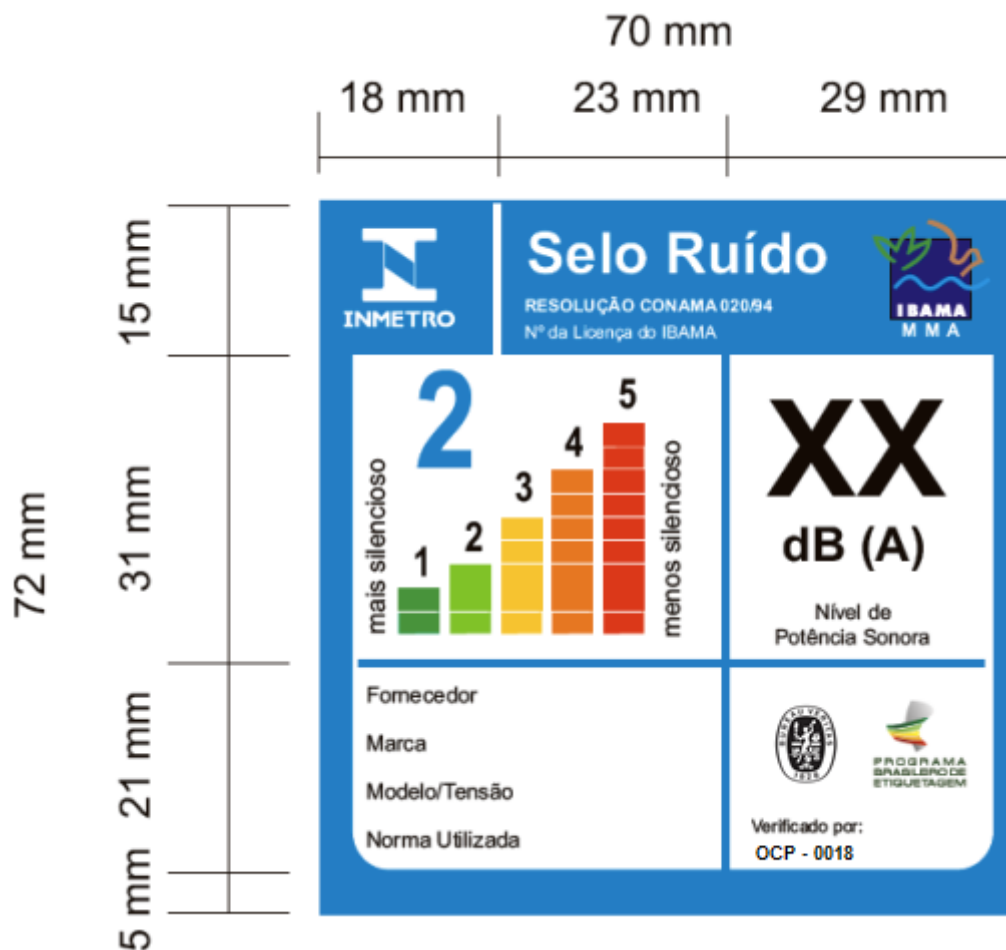 70 mm
18 mm
23 mm
29 mm
72 mm
15 mm
31 mm
21 mm
5 mm
INMETRO
Selo Ruído
RESOLUÇÃO CONAMA 020/94
Nº da Licença do IBAMA
IBAMA
MMA
2
mais silencioso
1
2
3
4
5
menos silencioso
XX
dB (A)
Nível de
Potência Sonora
Fornecedor
Marca
Modelo/Tensão
Norma Utilizada
BUREAU VERITAS
1828
PROGRAMA
BRASILEIRO DE
ETIQUETAGEM
Verificado por:
OCP - 0018